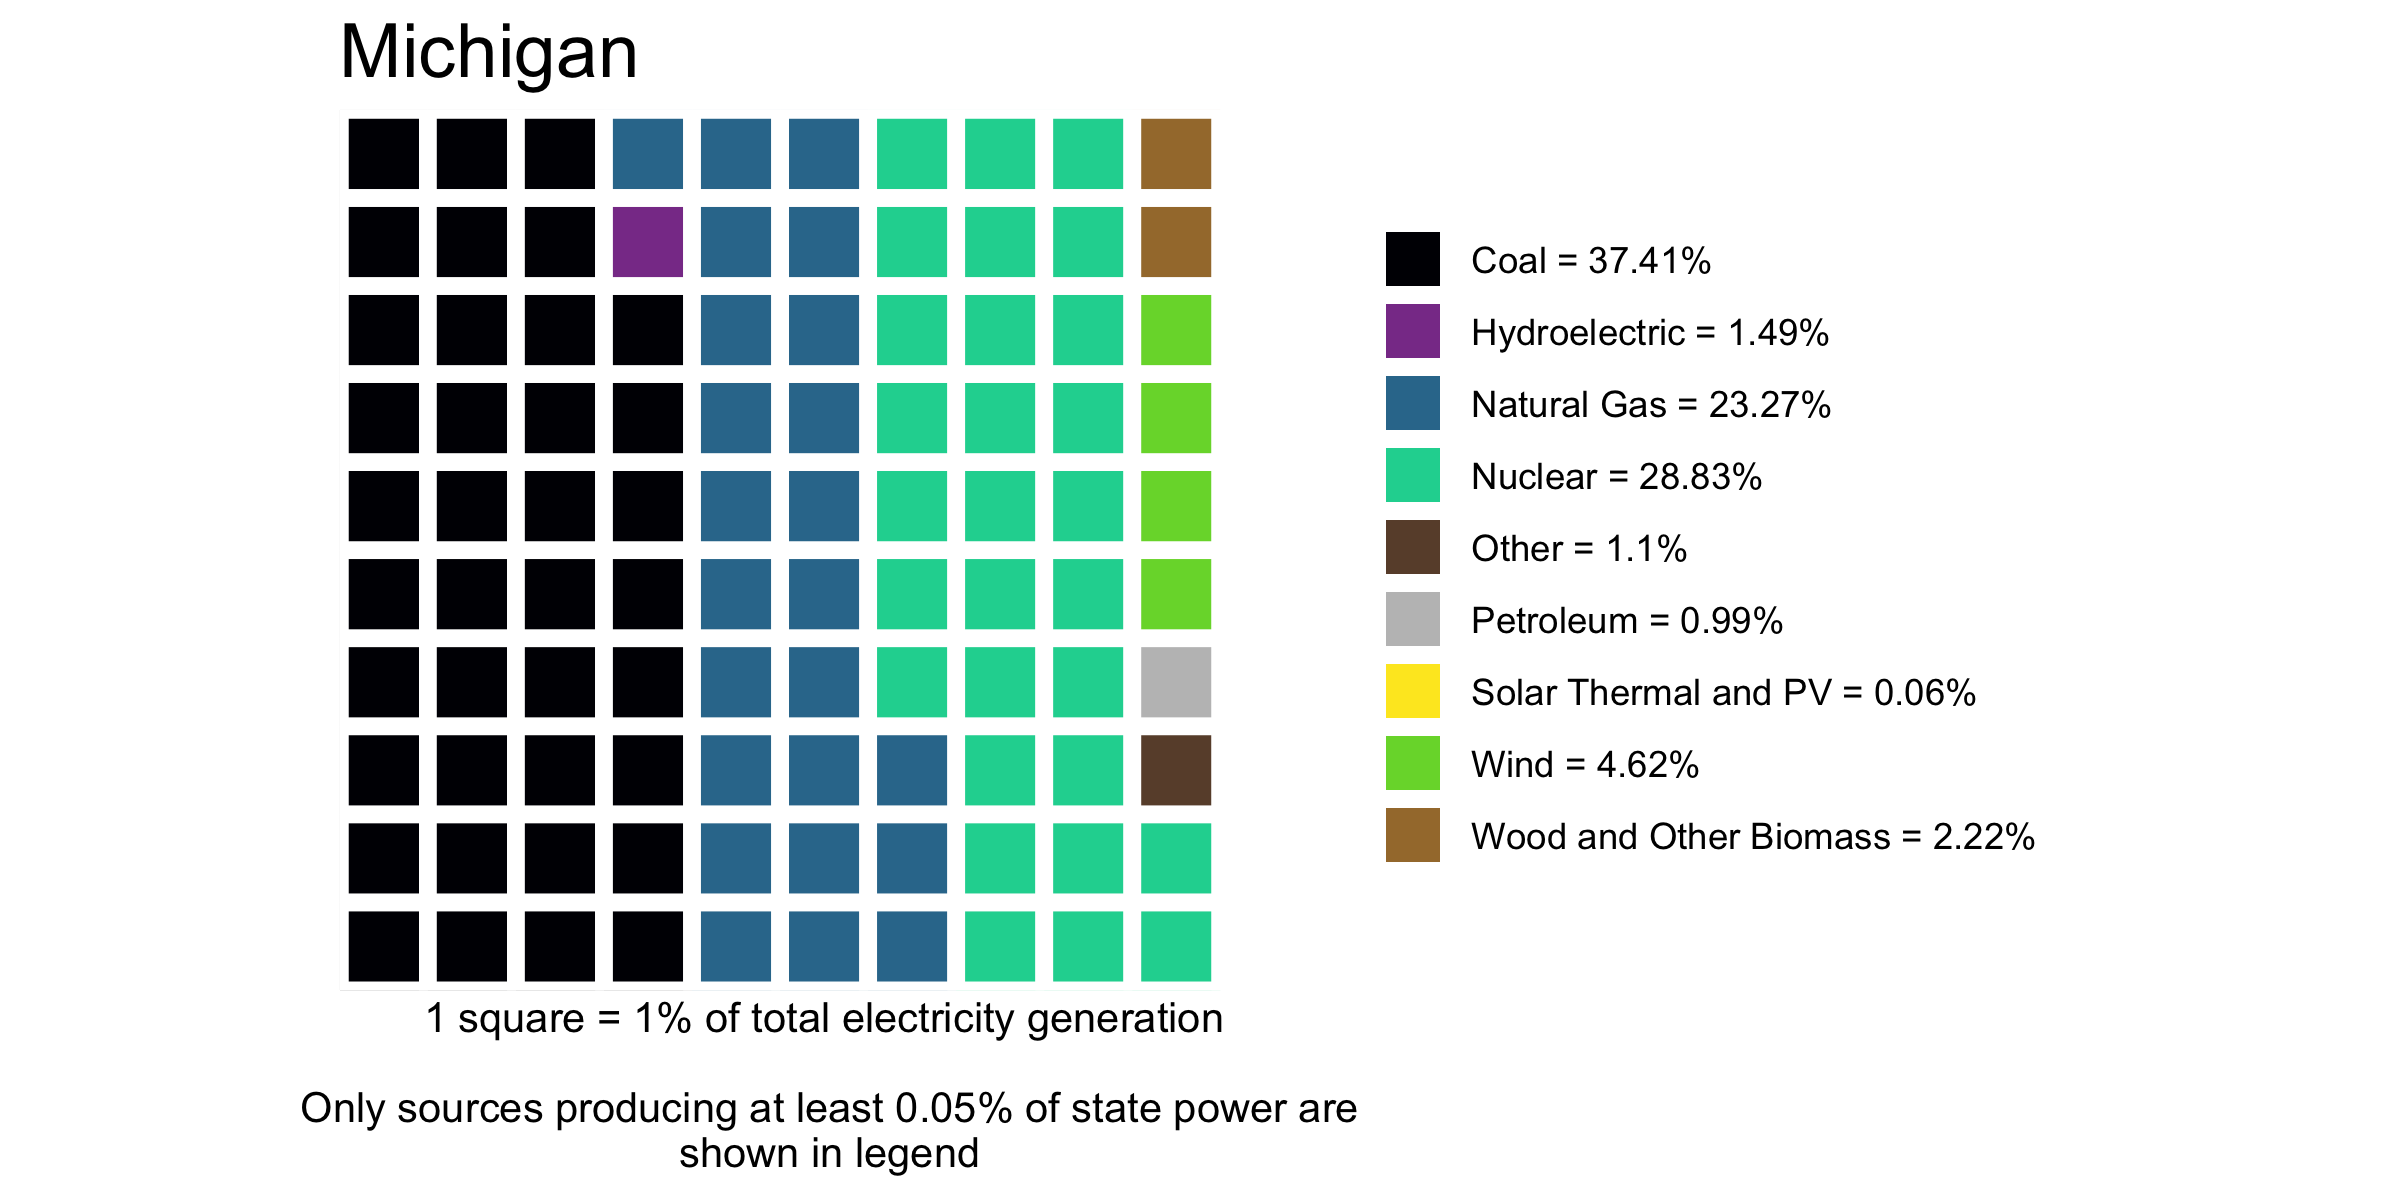 Michigan
Coal = 37.41%
Hydroelectric = 1.49%
Natural Gas = 23.27%
Nuclear = 28.83%
Other = 1.1%
Petroleum = 0.99%
Solar Thermal and PV = 0.06%
Wind = 4.62%
Wood and Other Biomass = 2.22%
1 square = 1% of total electricity generation
Only sources producing at least 0.05% of state power are
shown in legend